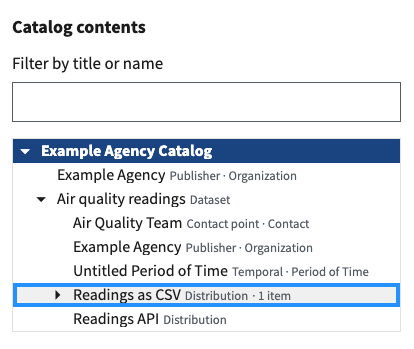 Catalog contents
Filter by title or name
Example Agency Catalog
Example Agency Publisher · Organization
Air quality readings Dataset
Air Quality Team Contact point · Contact
Example Agency Publisher · Organization
Untitled Period of Time Temporal · Period of Time
Readings as CSV Distribution · 1 item
Readings API Distribution